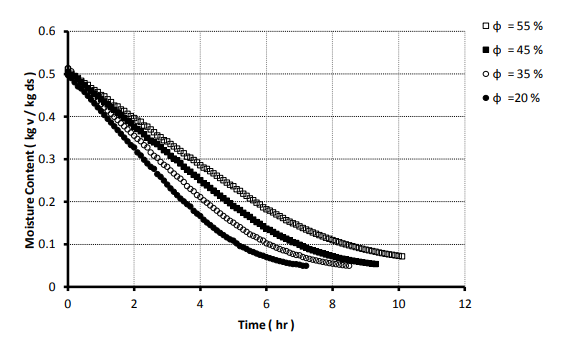 ϕ = 55 %
ϕ = 45 %
ϕ = 35 %
ϕ =20 %
Moisture Content ( kg v / kg ds )
0.6
0.5
0.4
0.3
0.2
0.1
0
0 2 4 6 8 10 12
Time ( hr )